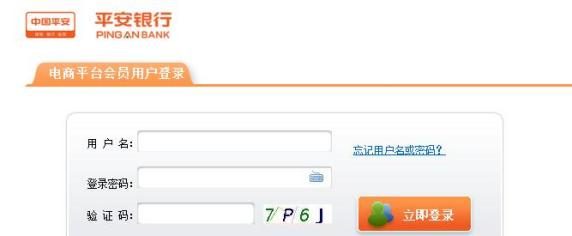 中国平安
平安银行
PING AN BANK
电商平台会员用户登录
用 户 名:
忘记用户名或密码?
登录密码:
验 证 码:
7P6J
立即登录